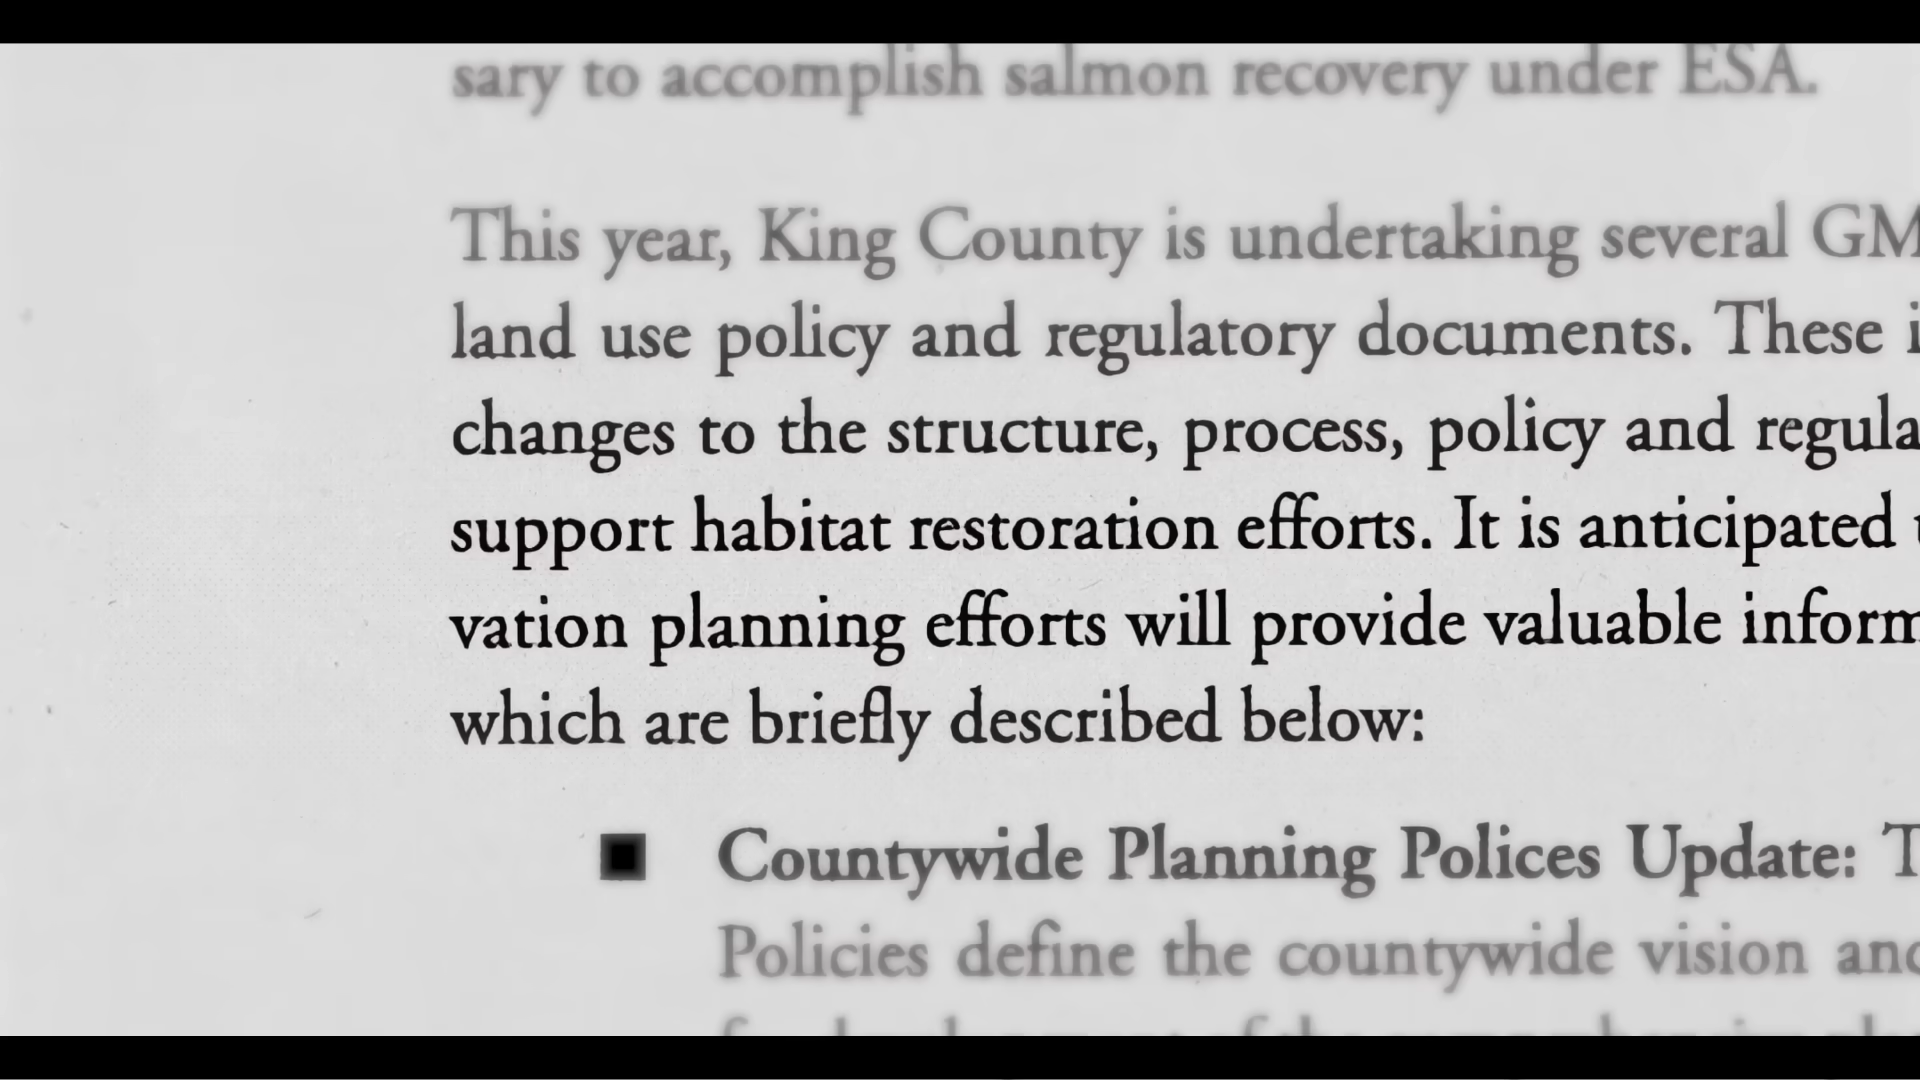 sary to accomplish salmon recovery under ESA.
This year, King County is undertaking several GM
land use policy and regulatory documents. These i
changes to the structure, process, policy and regula
support habitat restoration efforts. It is anticipated t
vation planning efforts will provide valuable inform
which are briefly described below:
■ Countywide Planning Polices Update: T
Policies define the countywide vision and